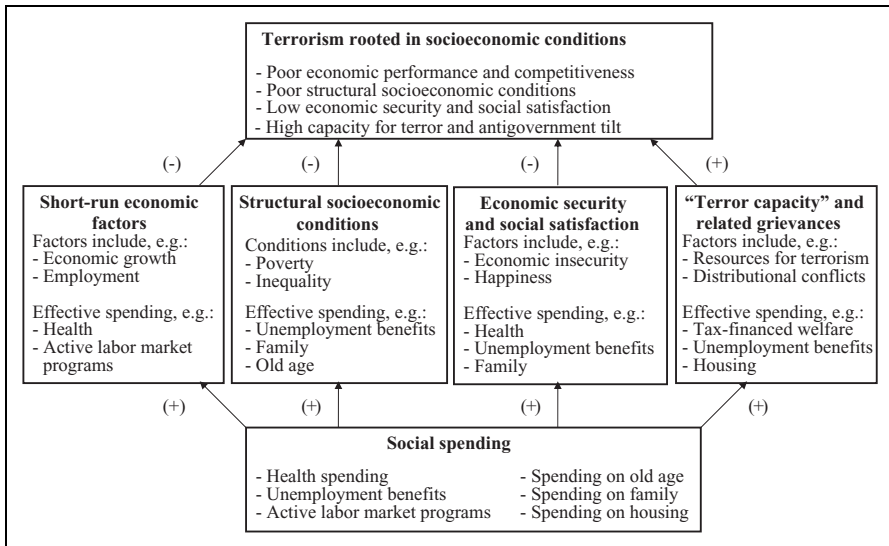 Terrorism rooted in socioeconomic conditions
- Poor economic performance and competitiveness
- Poor structural socioeconomic conditions
- Low economic security and social satisfaction
- High capacity for terror and antigovernment tilt
(-)
(-)
(-)
(+)
Short-run economic
factors
Factors include, e.g.:
- Economic growth
- Employment
Effective spending, e.g.:
- Health
- Active labor market
programs
Structural socioeconomic
conditions
Conditions include, e.g.:
- Poverty
- Inequality
Effective spending, e.g.:
- Unemployment benefits
- Family
- Old age
Economic security
and social satisfaction
Factors include, e.g.:
- Economic insecurity
- Happiness
Effective spending, e.g.:
- Health
- Unemployment benefits
- Family
“Terror capacity” and
related grievances
Factors include, e.g.:
- Resources for terrorism
- Distributional conflicts
Effective spending, e.g.:
- Tax-financed welfare
- Unemployment benefits
- Housing
(+)
(+)
(+)
(+)
Social spending
- Health spending
- Unemployment benefits
- Active labor market programs
- Spending on old age
- Spending on family
- Spending on housing